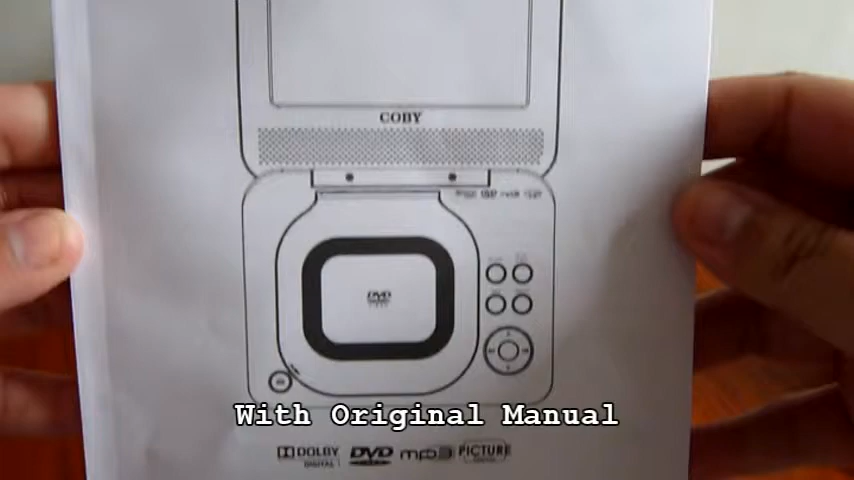 COBY
DVD
With Original Manual
DOLBY DVD mp3 PICTURE
DIGITAL